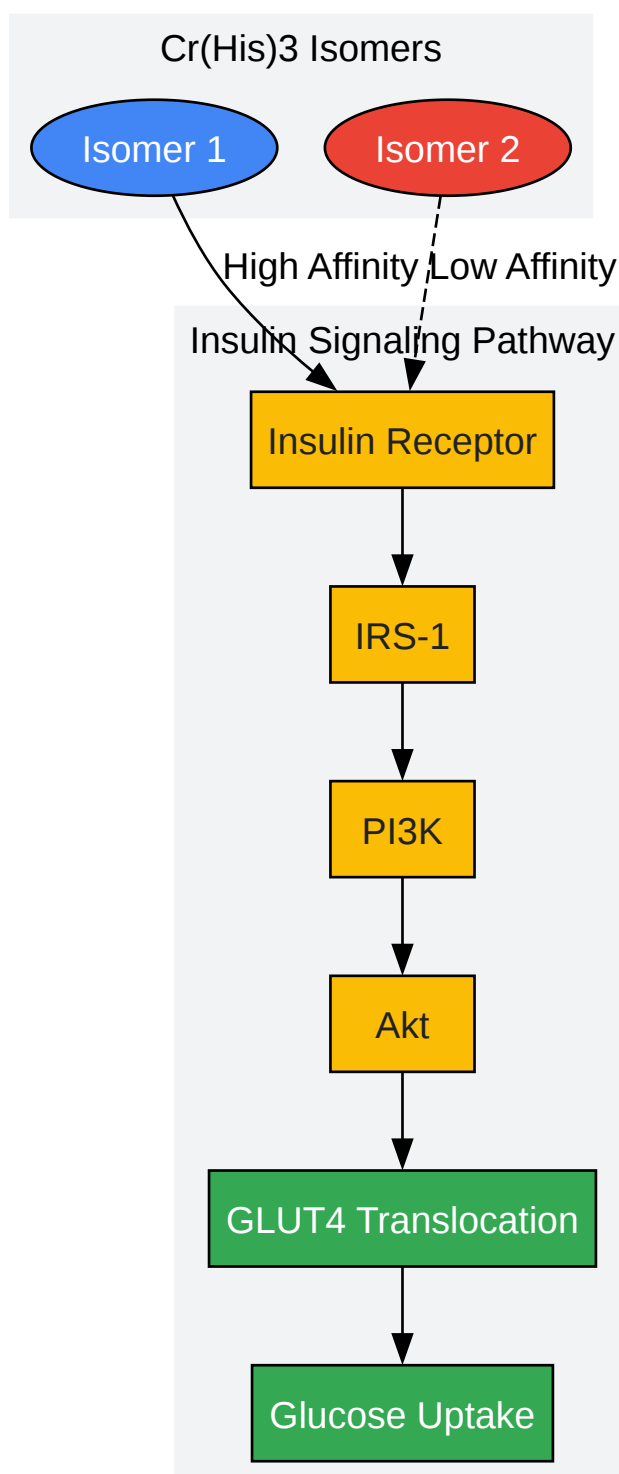 Cr(His)3 Isomers
Isomer 1
Isomer 2
High Affinity
Low Affinity
Insulin Signaling Pathway
Insulin Receptor
IRS-1
PI3K
Akt
GLUT4 Translocation
Glucose Uptake